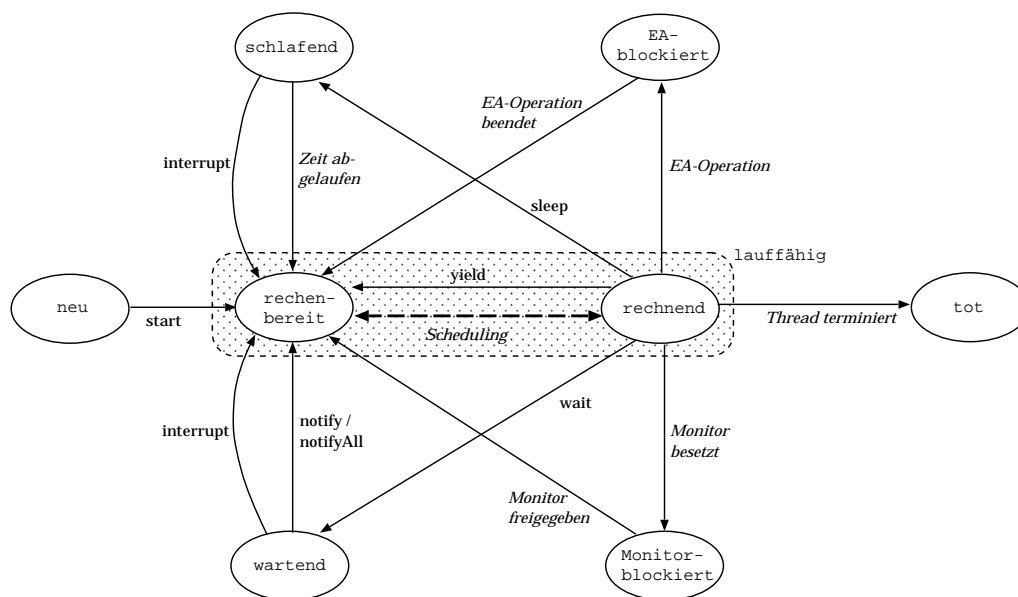 schlafend
EA-
blockiert
EA-Operation
beendet
interrupt
Zeit ab-
gelaufen
EA-Operation
sleep
lauffähig
yield
neu
start
rechen-
bereit
Scheduling
rechnend
Thread terminiert
tot
interrupt
notify /
notifyAll
wait
Monitor
besetzt
Monitor
freigegeben
wartend
Monitor-
blockiert